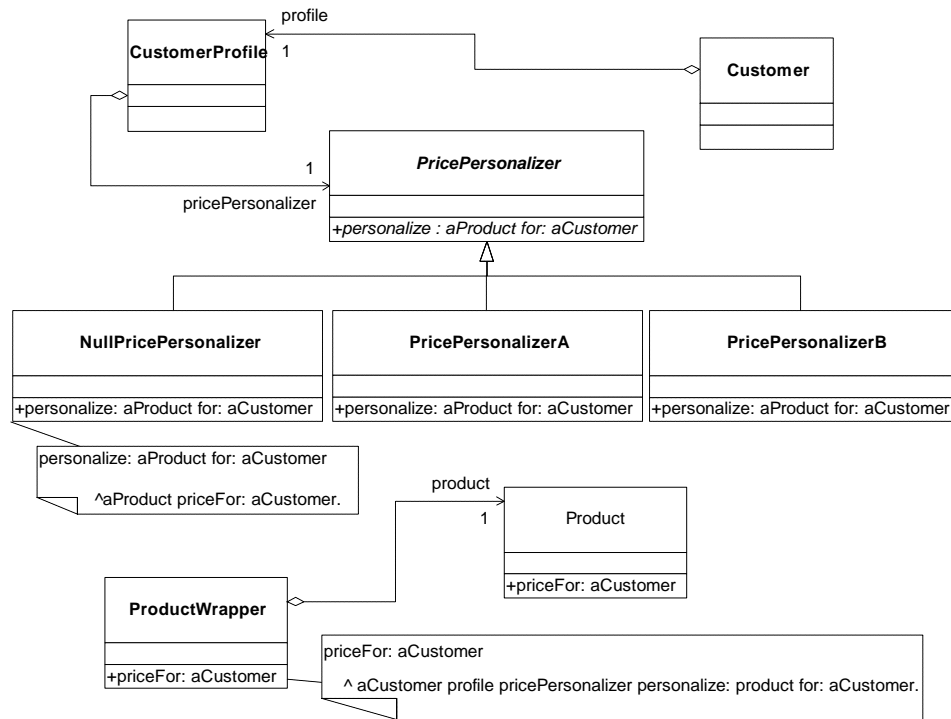 profile
1
CustomerProfile
Customer
PricePersonalizer
1
pricePersonalizer
+personalize : aProduct for: aCustomer
NullPricePersonalizer
PricePersonalizerA
PricePersonalizerB
+personalize: aProduct for: aCustomer
+personalize: aProduct for: aCustomer
+personalize: aProduct for: aCustomer
personalize: aProduct for: aCustomer
^aProduct priceFor: aCustomer.
product
1
Product
+priceFor: aCustomer
ProductWrapper
+priceFor: aCustomer
priceFor: aCustomer
^ aCustomer profile pricePersonalizer personalize: product for: aCustomer.